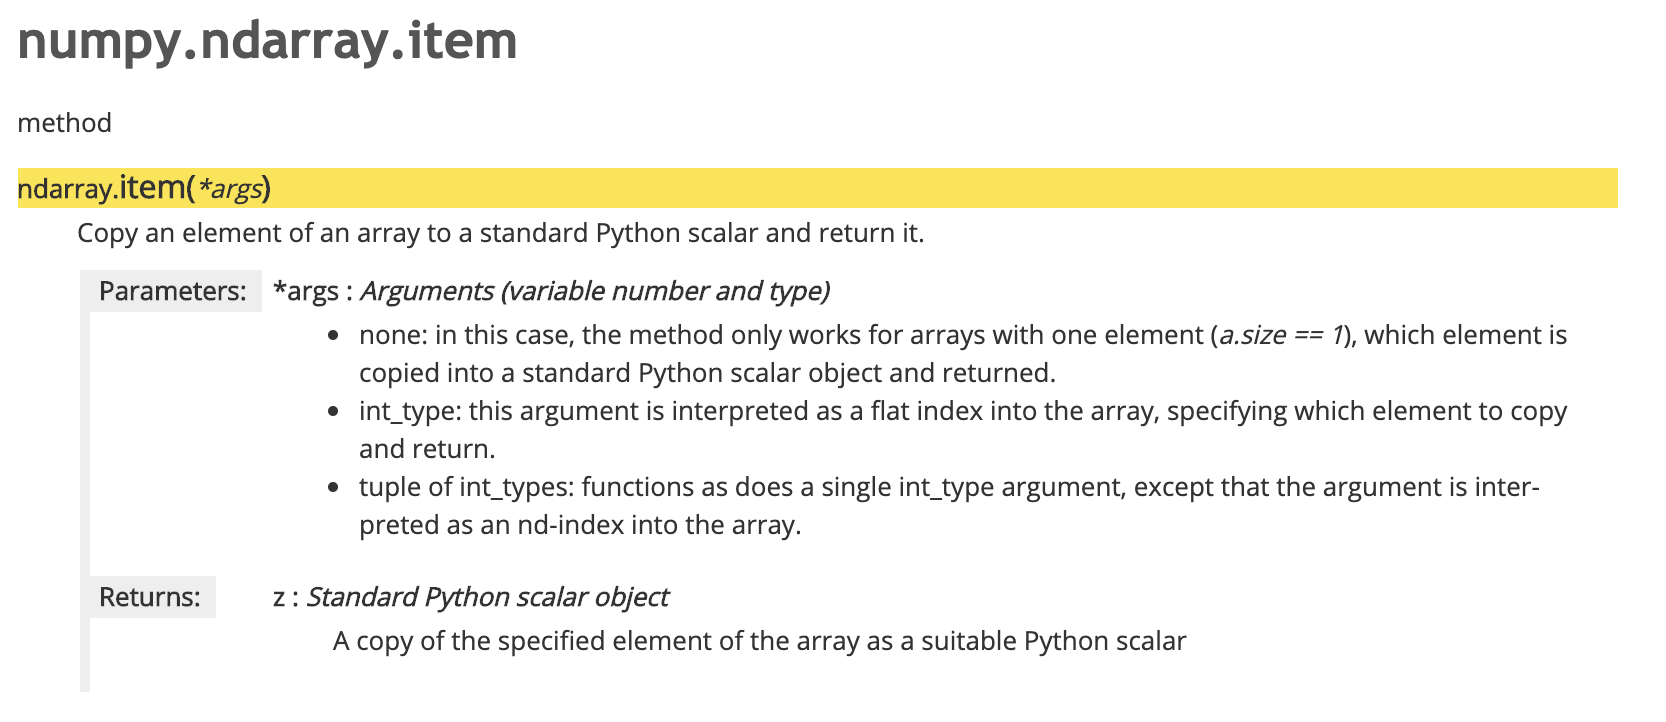 numpy.ndarray.item
method
ndarray.item(*args)
Copy an element of an array to a standard Python scalar and return it.
Parameters: *args : Arguments (variable number and type)
• none: in this case, the method only works for arrays with one element (a.size == 1), which element is
copied into a standard Python scalar object and returned.
• int_type: this argument is interpreted as a flat index into the array, specifying which element to copy
and return.
• tuple of int_types: functions as does a single int_type argument, except that the argument is inter-
preted as an nd-index into the array.
Returns: z : Standard Python scalar object
A copy of the specified element of the array as a suitable Python scalar